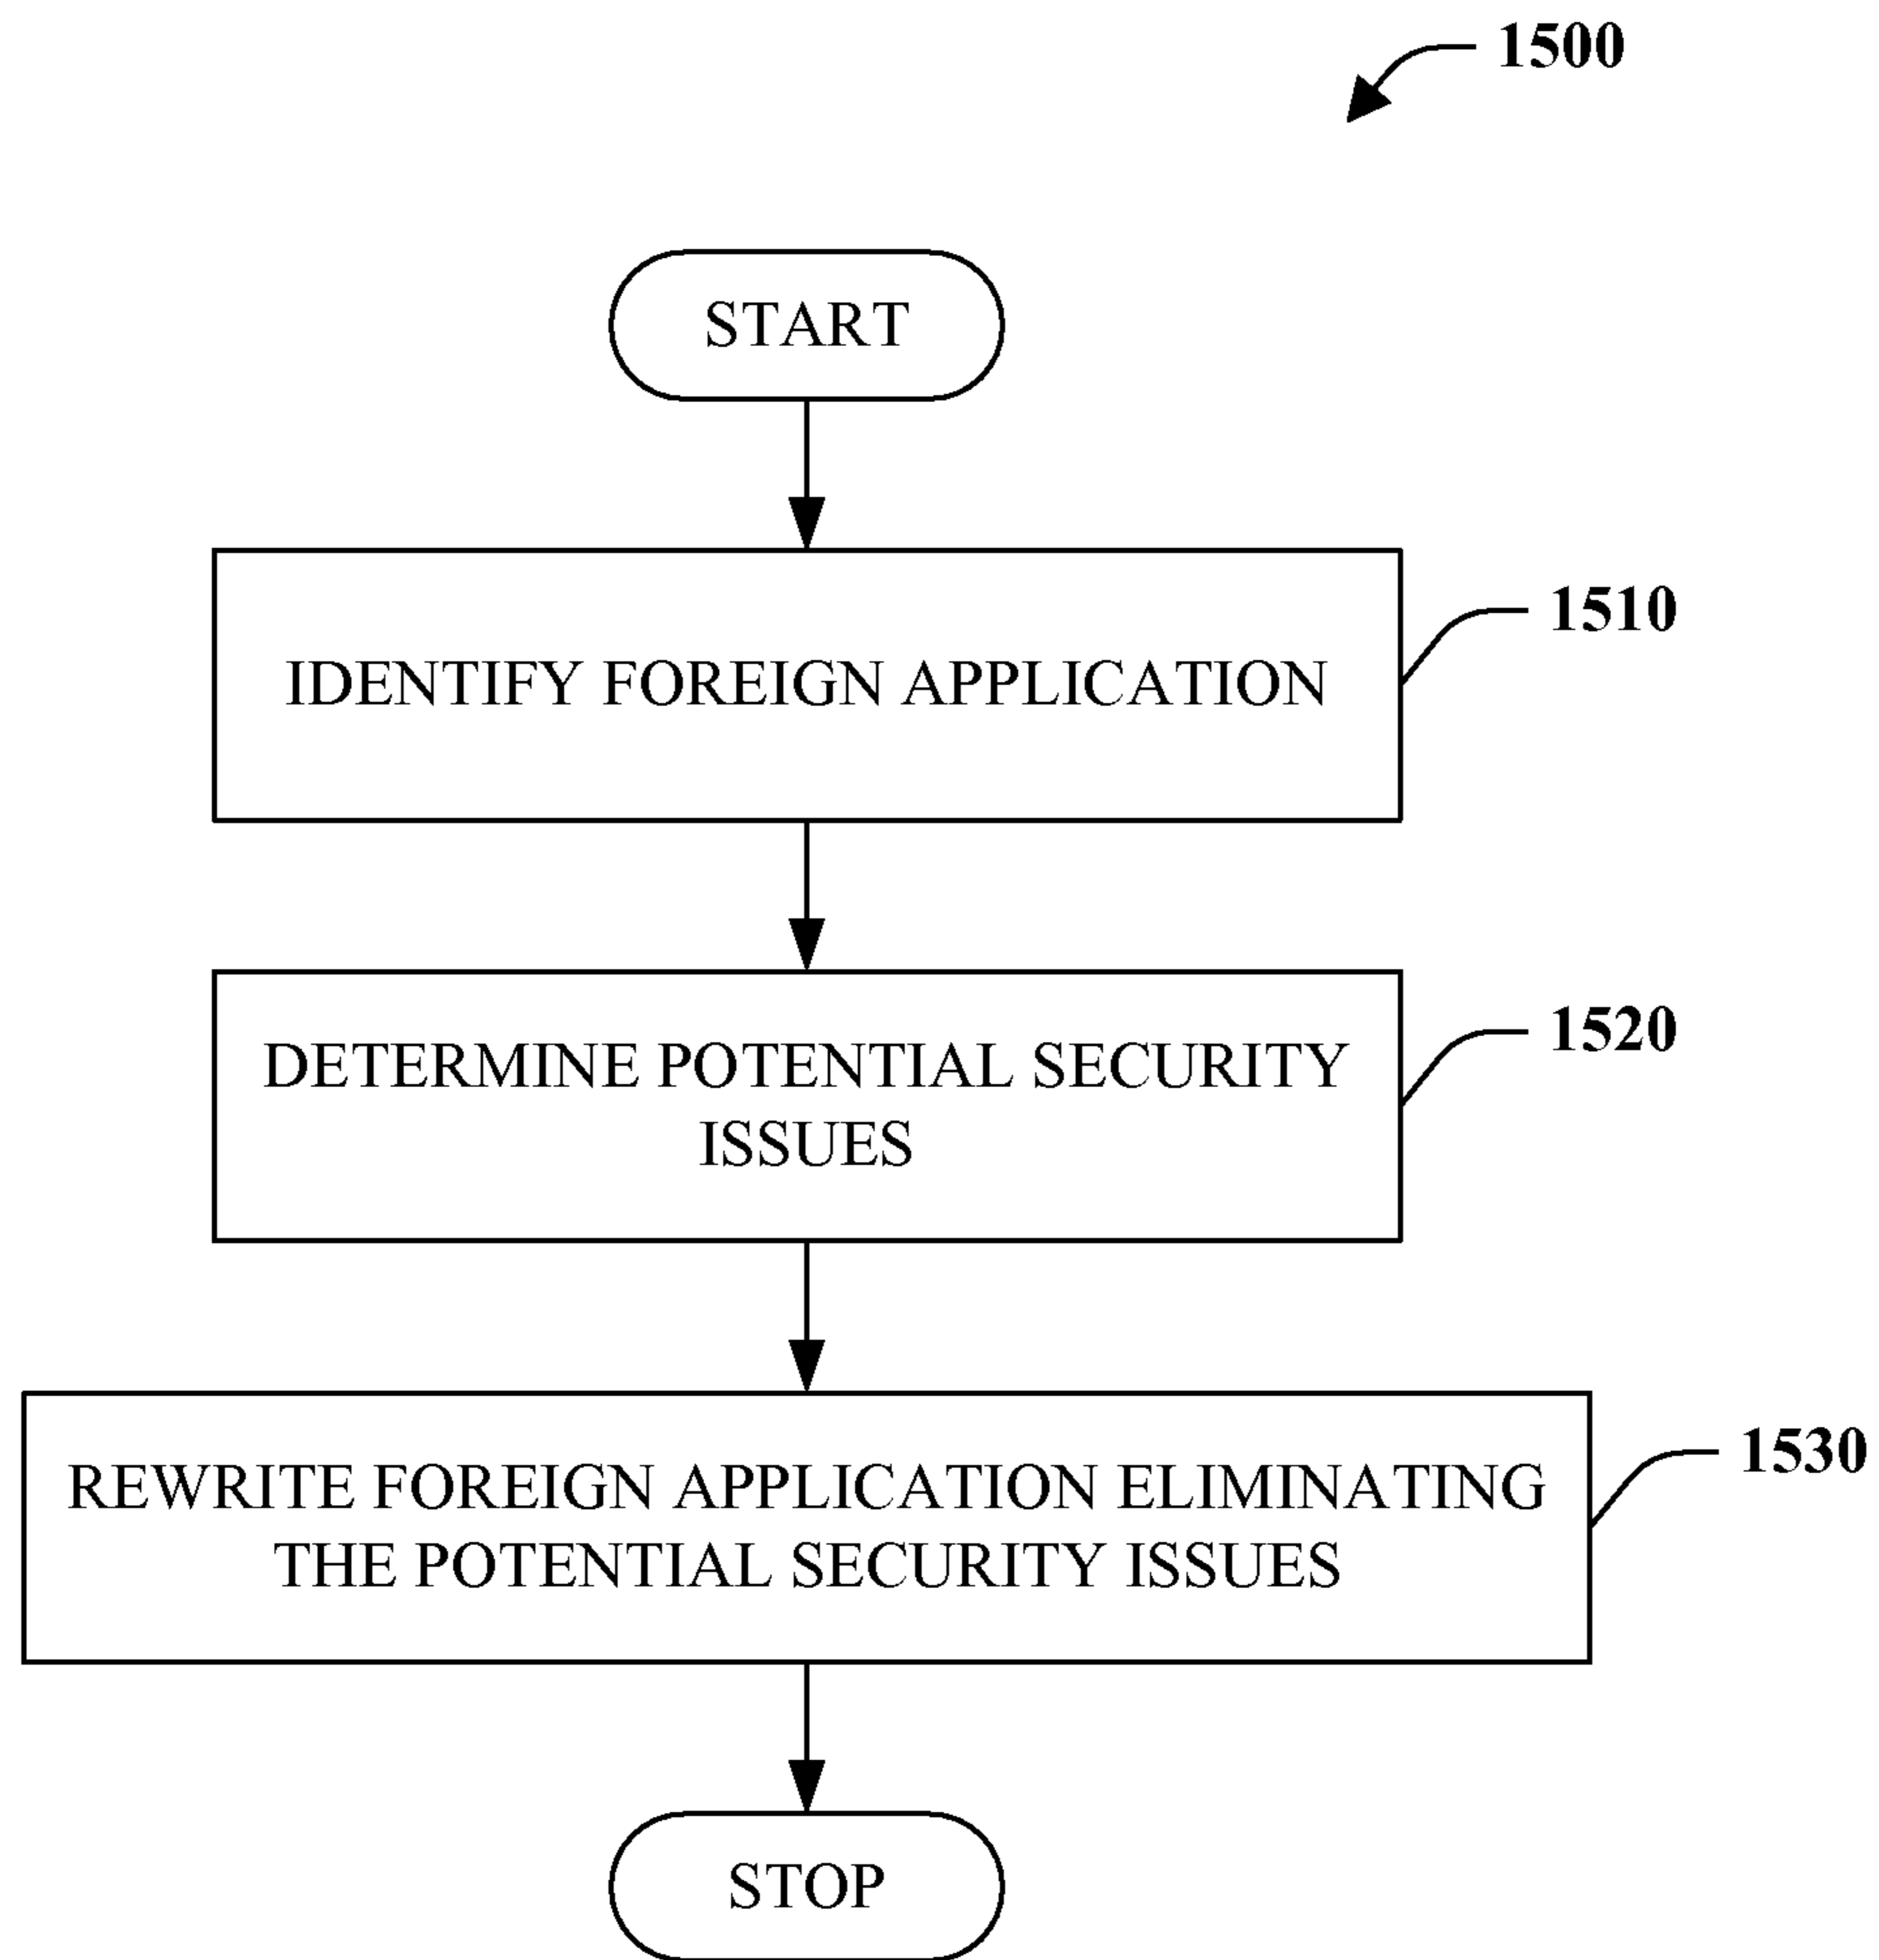 1500
START
IDENTIFY FOREIGN APPLICATION
1510
DETERMINE POTENTIAL SECURITY
ISSUES
1520
REWRITE FOREIGN APPLICATION ELIMINATING
THE POTENTIAL SECURITY ISSUES
1530
STOP